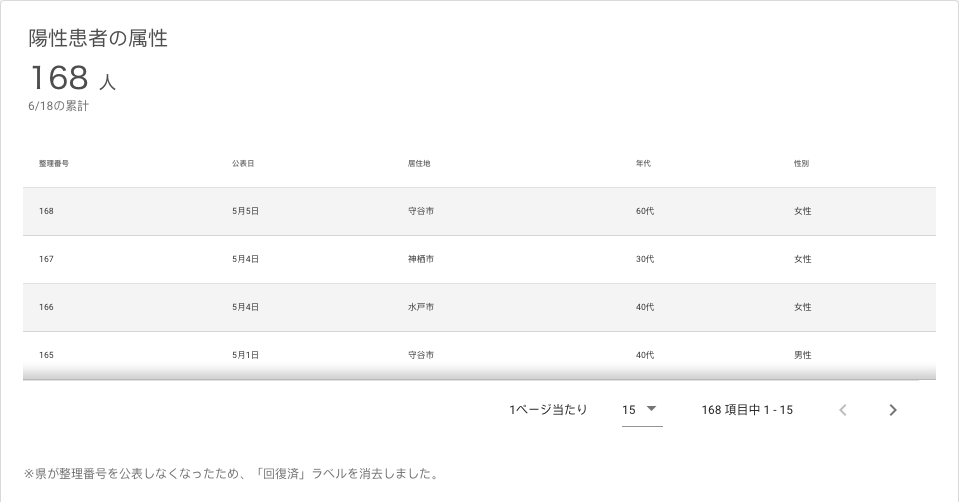 陽性患者の属性
168 人
6/18の累計
整理番号 公表日 居住地 年代 性別
168 5月5日 守谷市 60代 女性
167 5月4日 神栖市 30代 女性
166 5月4日 水戸市 40代 女性
165 5月1日 守谷市 40代 男性
1ページ当たり 15 168 項目中 1 - 15
※県が整理番号を公表しなくなったため、「回復済」ラベルを消去しました。